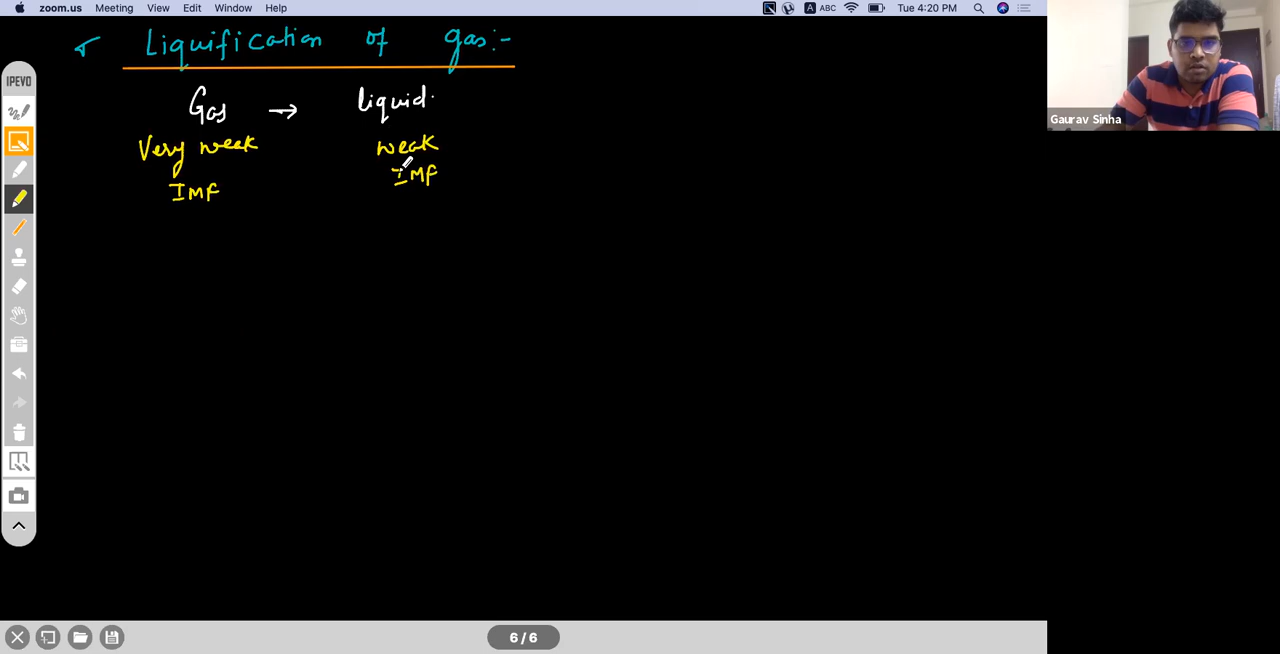 zoom.us Meeting View Edit Window Help A ABC Tue 4:20 PM
IPEVO
Liquification of gas:-
Gas → liquid.
Very weak weak
IMF IMF
Gaurav Sinha
6/6